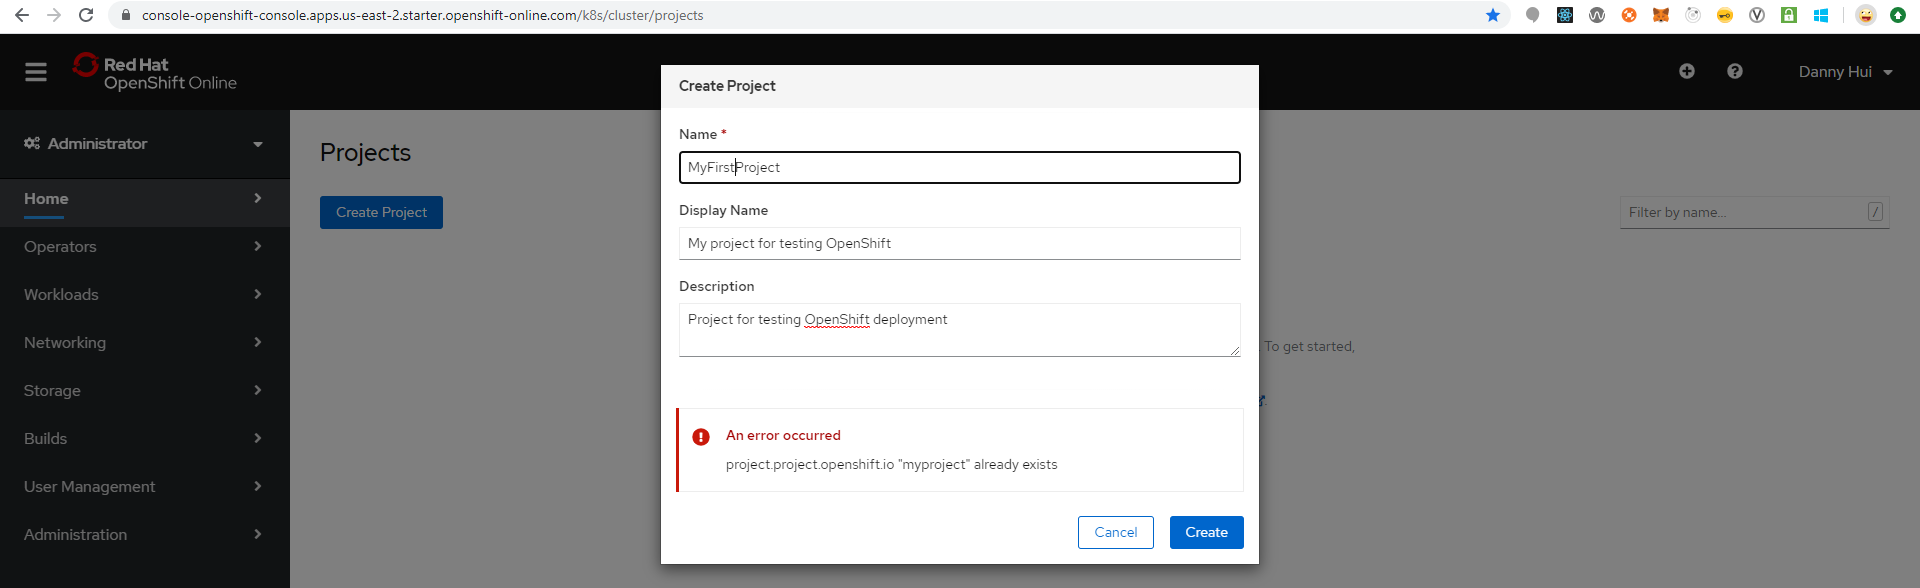 console-openshift-console.apps.us-east-2.starter.openshift-online.com/k8s/cluster/projects
Red Hat
OpenShift Online
Danny Hui
Administrator
Home
Operators
Workloads
Networking
Storage
Builds
User Management
Administration
Projects
Create Project
Filter by name...
/
To get started,
Create Project
Name *
MyFirstProject
Display Name
My project for testing OpenShift
Description
Project for testing OpenShift deployment
An error occurred
project.project.openshift.io "myproject" already exists
Cancel
Create